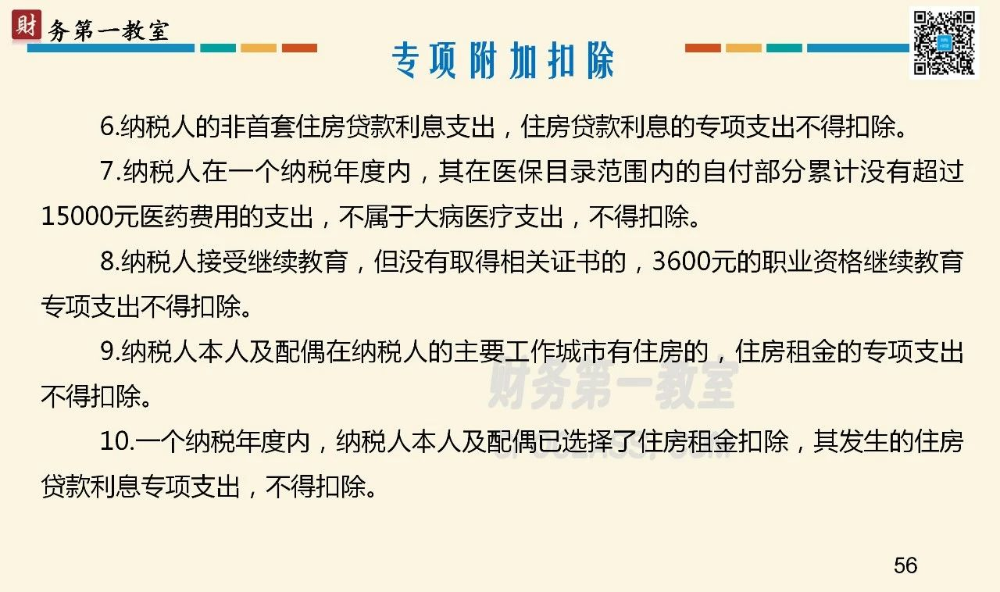 財 务第一教室
专项附加扣除
6.纳税人的非首套住房贷款利息支出，住房贷款利息的专项支出不得扣除。
7.纳税人在一个纳税年度内，其在医保目录范围内的自付部分累计没有超过
15000元医药费用的支出，不属于大病医疗支出，不得扣除。
8.纳税人接受继续教育，但没有取得相关证书的，3600元的职业资格继续教育
专项支出不得扣除。
9.纳税人本人及配偶在纳税人的主要工作城市有住房的，住房租金的专项支出
不得扣除。
财务第一教室
10.一个纳税年度内，纳税人本人及配偶已选择了住房租金扣除，其发生的住房
贷款利息专项支出，不得扣除。
56